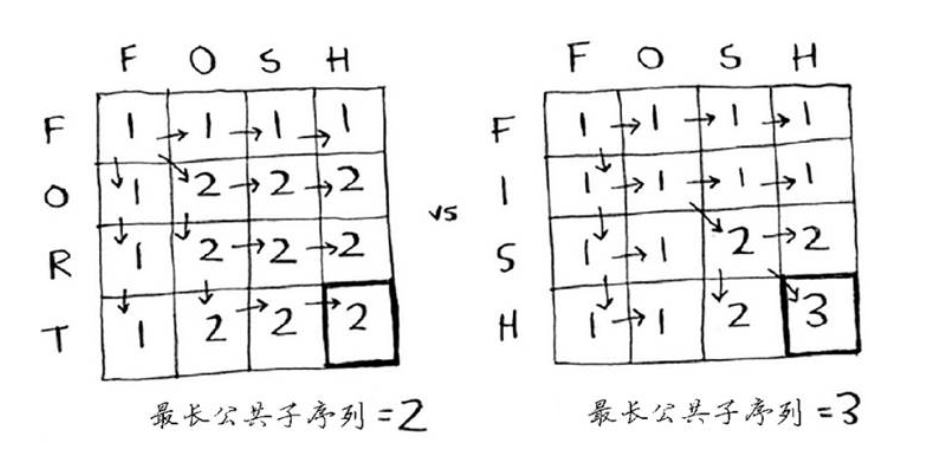 F O S H
F 1 → 1 → 1 → 1
O 1 2 → 2 → 2
R 1 2 → 2 → 2
T 1 2 → 2 → 2
最长公共子序列 = 2
vs
F O S H
F 1 → 1 → 1 → 1
I 1 → 1 → 1 → 1
S 1 → 1 2 → 2
H 1 → 1 2 3
最长公共子序列 = 3